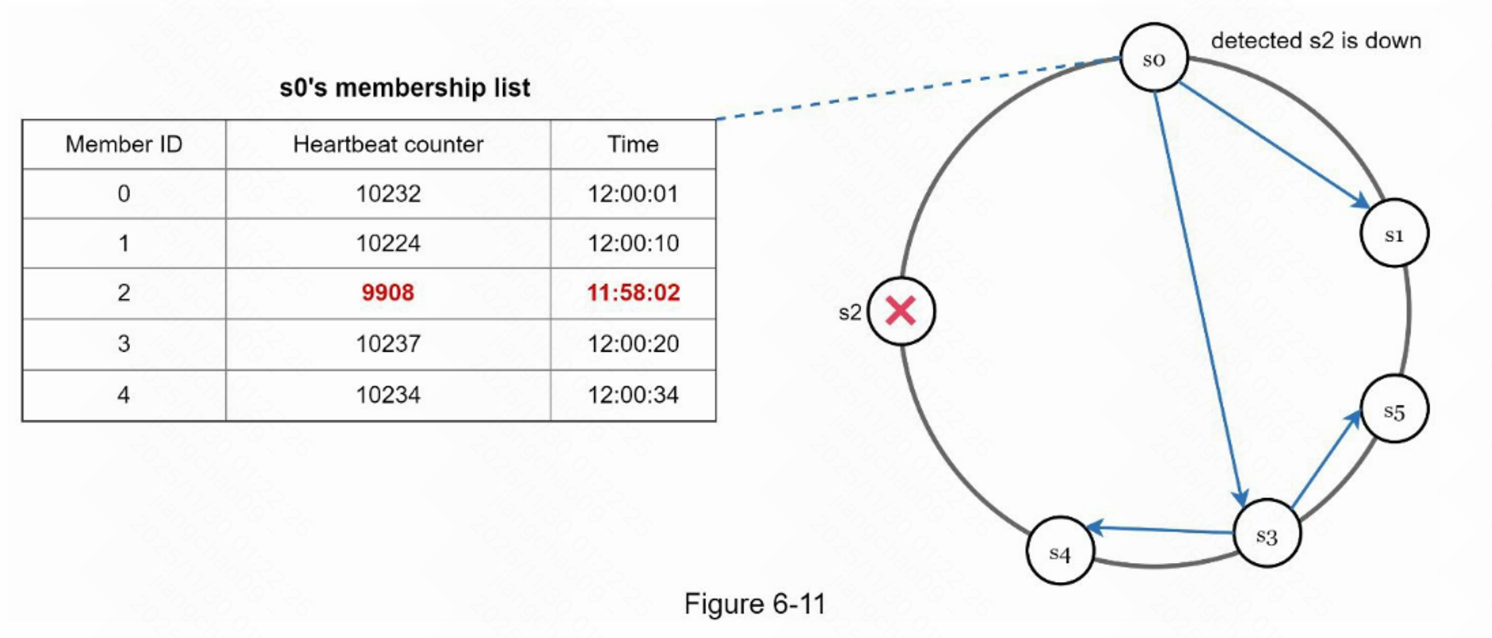 detected s2 is down
s0's membership list
Member ID Heartbeat counter Time
0 10232 12:00:01
1 10224 12:00:10
2 9908 11:58:02
3 10237 12:00:20
4 10234 12:00:34
s0
s1
s2
s5
s3
s4
Figure 6-11